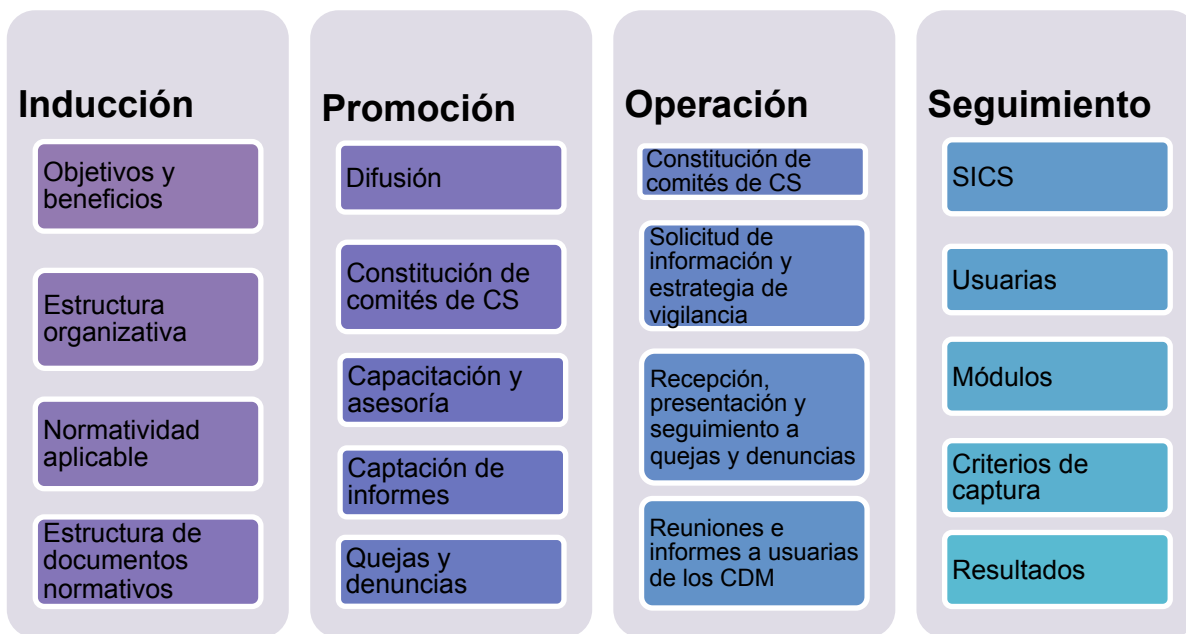 Inducción
Objetivos y
beneficios
Estructura
organizativa
Normatividad
aplicable
Estructura de
documentos
normativos
Promoción
Difusión
Constitución de
comités de CS
Capacitación y
asesoría
Captación de
informes
Quejas y
denuncias
Operación
Constitución de
comités de CS
Solicitud de
información y
estrategia de
vigilancia
Recepción,
presentación y
seguimiento a
quejas y denuncias
Reuniones e
informes a usuarias
de los CDM
Seguimiento
SICS
Usuarias
Módulos
Criterios de
captura
Resultados